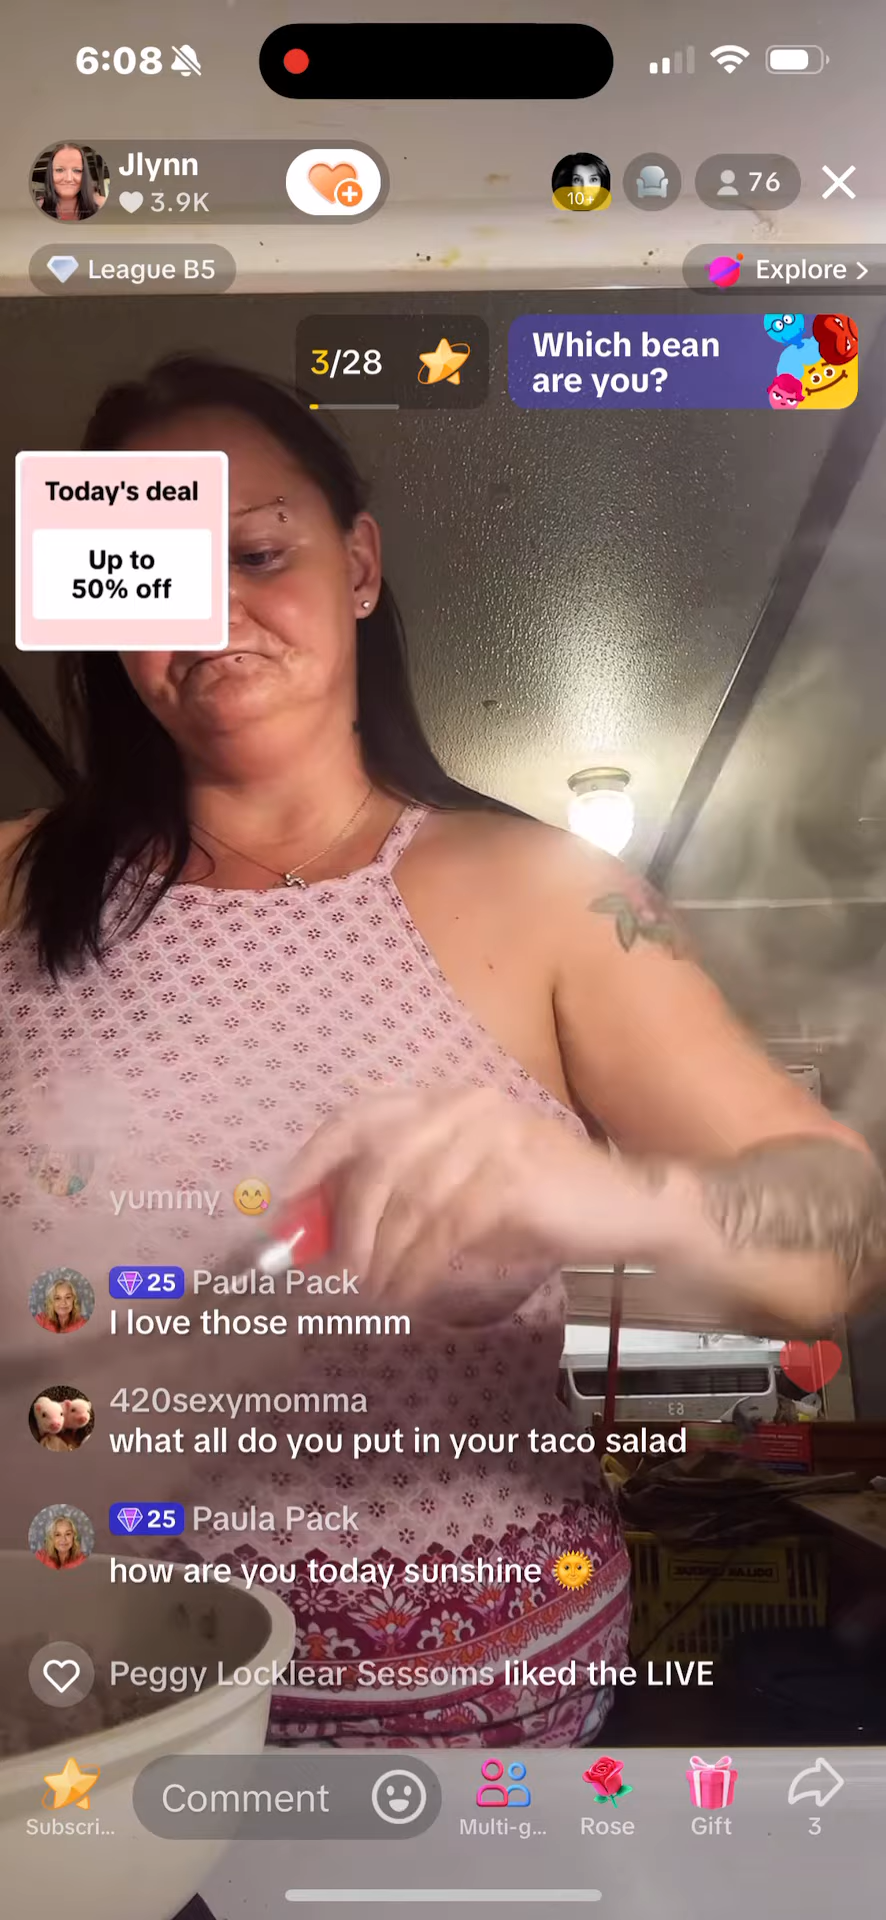 6:08
Jlynn
3.9K
10+
76
League B5
Explore >
3/28
Which bean
are you?
Today's deal
Up to
50% off
yummy 😋
25 Paula Pack
I love those mmmm
420sexymomma
what all do you put in your taco salad
25 Paula Pack
how are you today sunshine 🌞
Peggy Locklear Sessoms liked the LIVE
Subscri...
Comment
Multi-g...
Rose
Gift
3